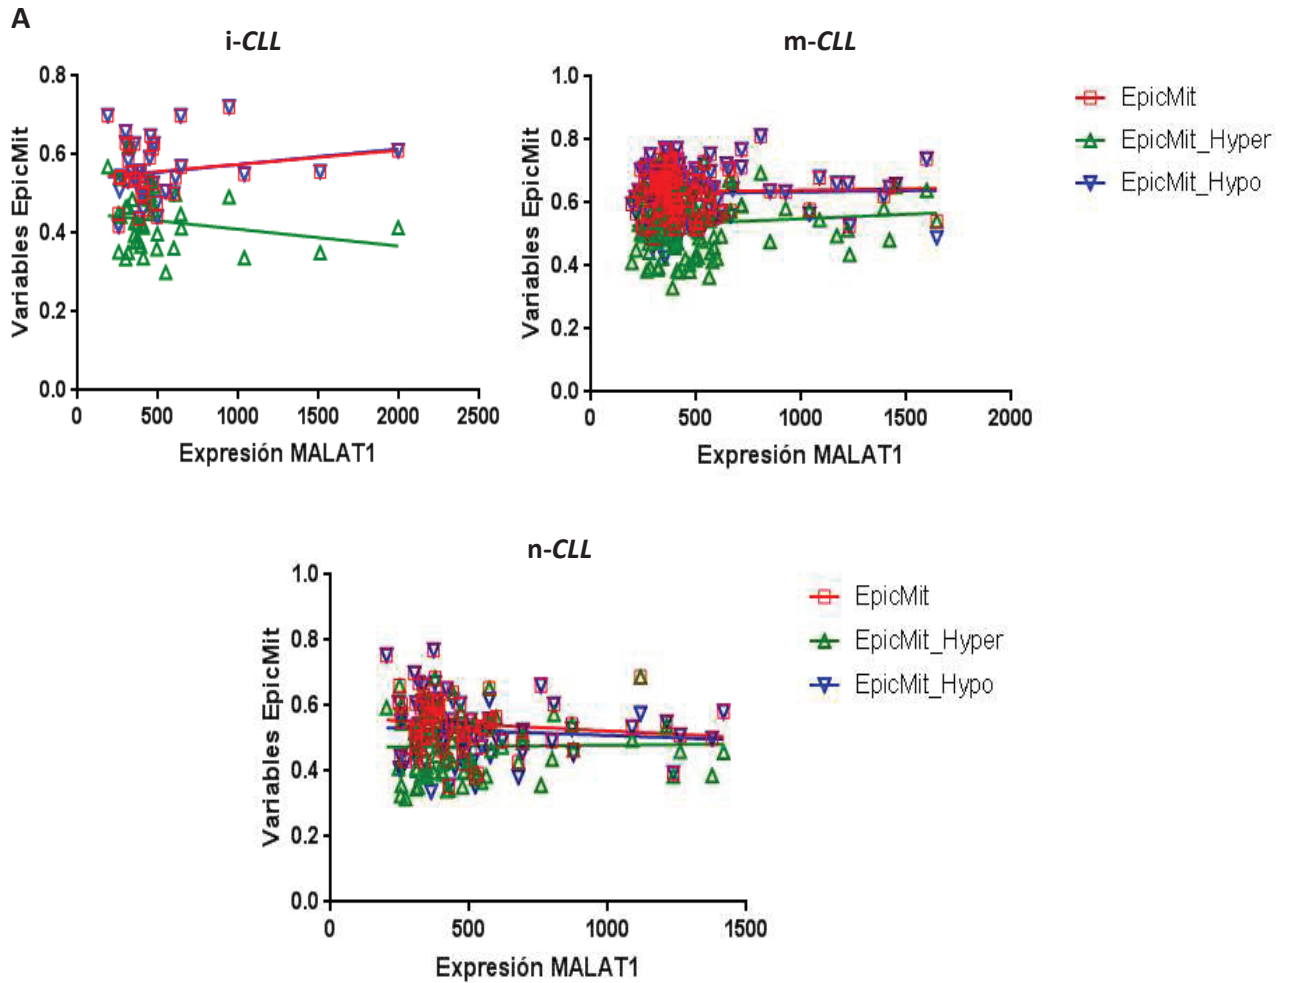 A
i-CLL
m-CLL
Variables EpicMit
0.8
0.6
0.4
0.2
0.0
0
500
1000
1500
2000
2500
Expresión MALAT1
Variables EpicMit
1.0
0.8
0.6
0.4
0.2
0.0
0
500
1000
1500
2000
Expresión MALAT1
EpicMit
EpicMit_Hyper
EpicMit_Hypo
n-CLL
Variables EpicMit
1.0
0.8
0.6
0.4
0.2
0.0
0
500
1000
1500
Expresión MALAT1
EpicMit
EpicMit_Hyper
EpicMit_Hypo